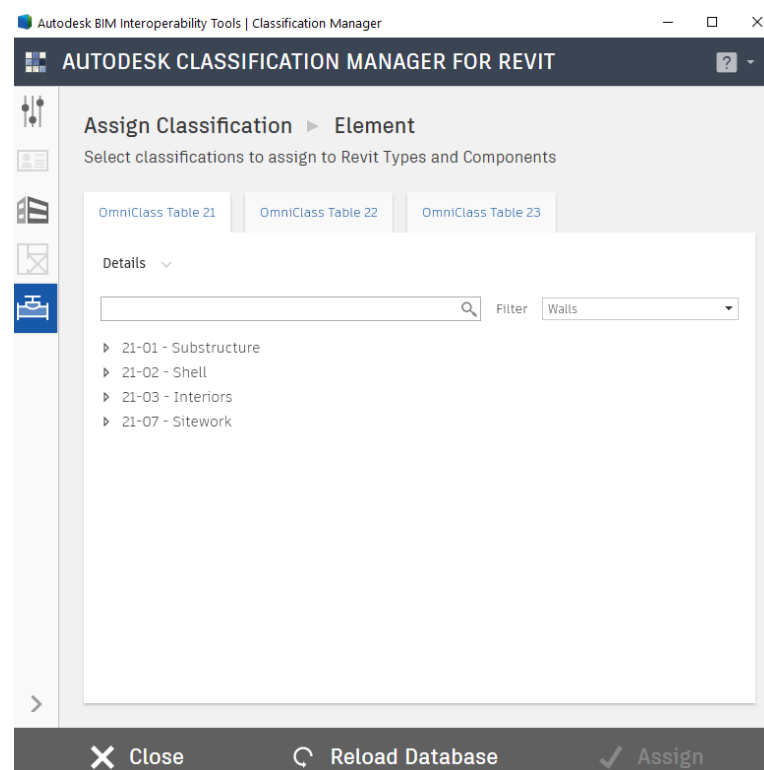 Autodesk BIM Interoperability Tools | Classification Manager
AUTODESK CLASSIFICATION MANAGER FOR REVIT
?
Assign Classification ▶ Element
Select classifications to assign to Revit Types and Components
OmniClass Table 21
OmniClass Table 22
OmniClass Table 23
Details
Filter
Walls
21-01 - Substructure
21-02 - Shell
21-03 - Interiors
21-07 - Sitework
Close
Reload Database
Assign